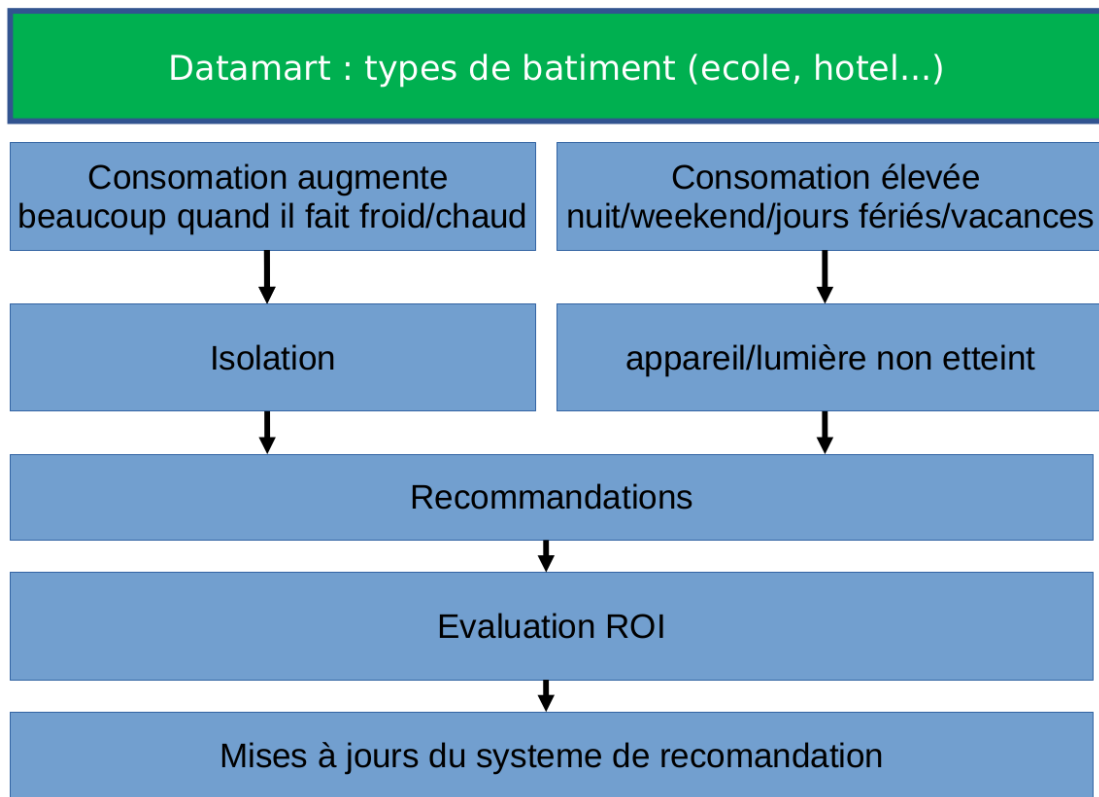 Datamart : types de batiment (ecole, hotel...)
Consomation augmente
beaucoup quand il fait froid/chaud
Consomation élevée
nuit/weekend/jours fériés/vacances
Isolation
appareil/lumière non etteint
Recommandations
Evaluation ROI
Mises à jours du systeme de recomandation